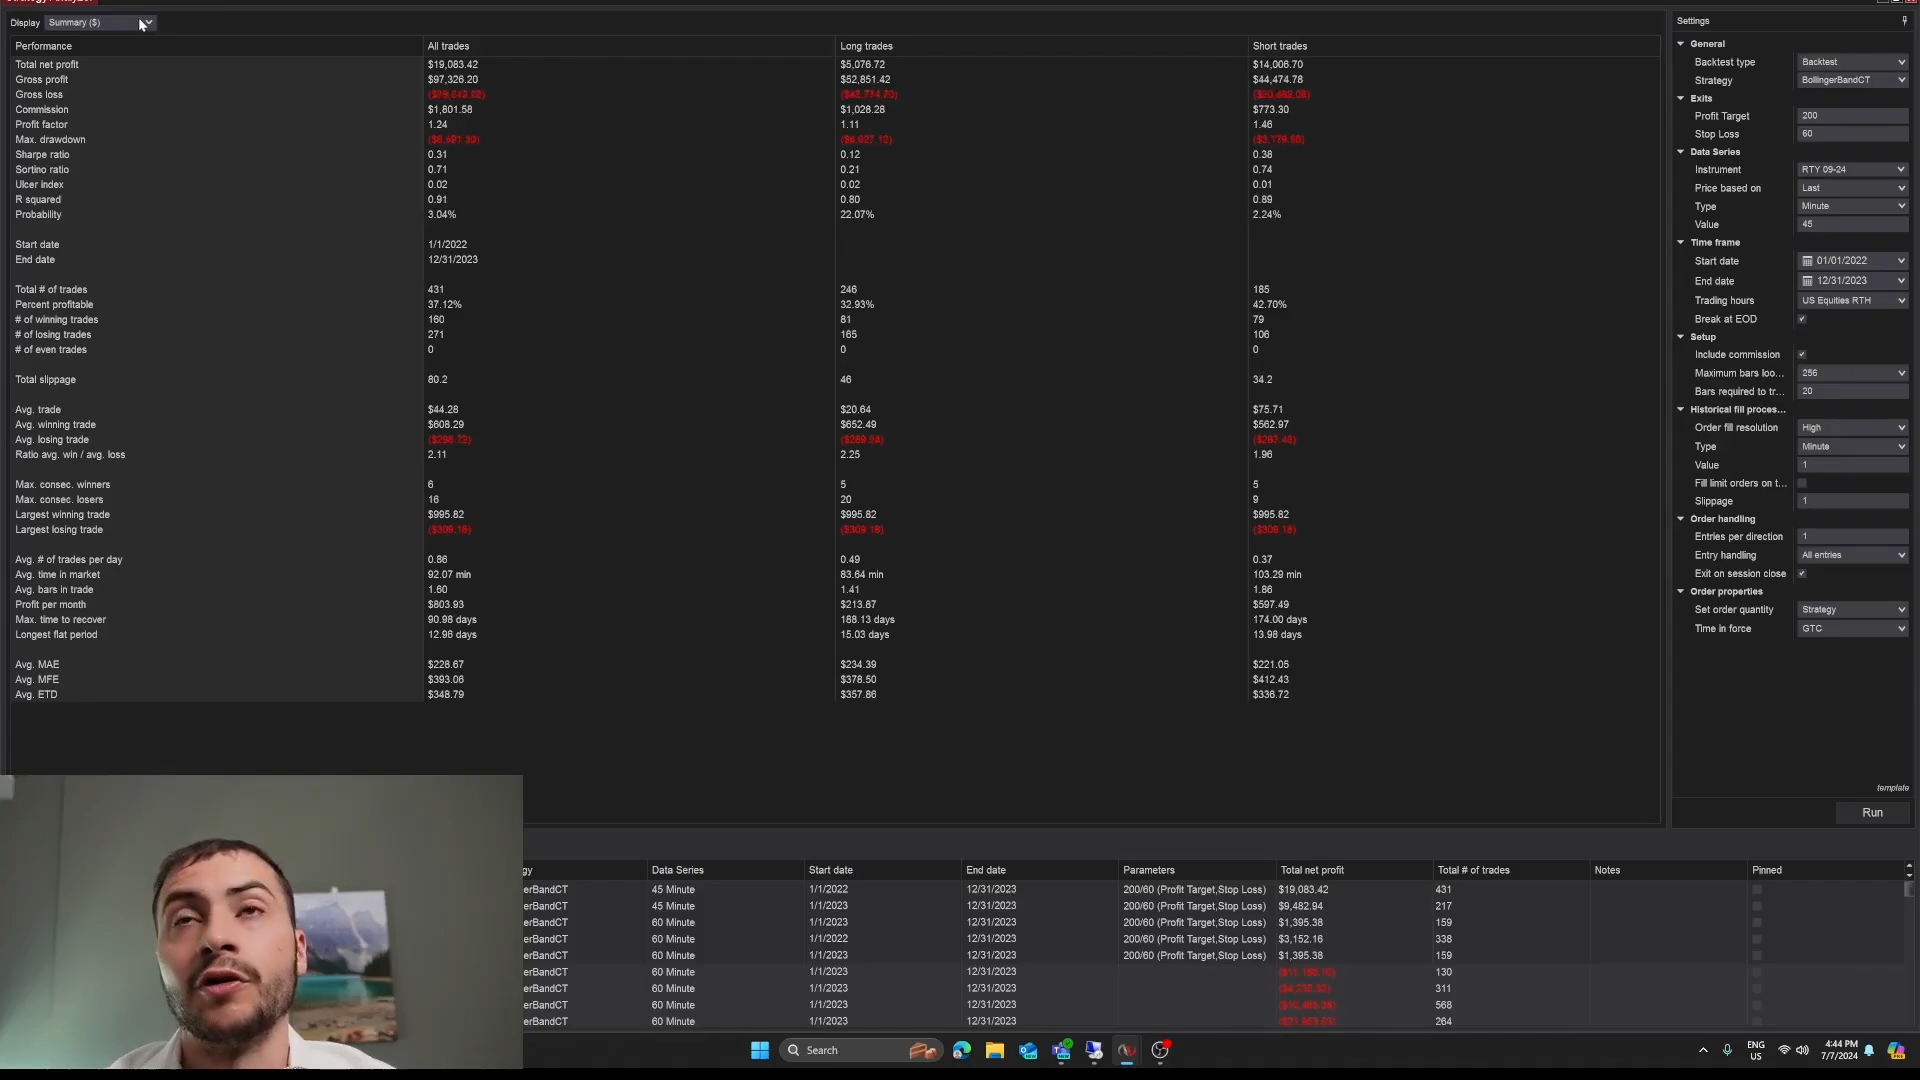 Display Summary ($)
Performance All trades Long trades Short trades
Total net profit $19,083.42 $5,076.72 $14,006.70
Gross profit $97,326.20 $52,851.42 $44,474.78
Gross loss
Commission $1,801.58 $1,028.28 $773.30
Profit factor 1.24 1.11 1.46
Max. drawdown
Sharpe ratio 0.31 0.12 0.38
Sortino ratio 0.71 0.21 0.74
Ulcer index 0.02 0.02 0.01
R squared 0.91 0.80 0.89
Probability 3.04% 22.07% 2.24%
Start date 1/1/2022
End date 12/31/2023
Total # of trades 431 246 185
Percent profitable 37.12% 32.93% 42.70%
# of winning trades 160 81 79
# of losing trades 271 165 106
# of even trades 0 0 0
Total slippage 80.2 46 34.2
Avg. trade $44.28 $20.64 $75.71
Avg. winning trade $608.29 $652.49 $562.97
Avg. losing trade
Ratio avg. win / avg. loss 2.11 2.25 1.96
Max. consec. winners 6 5 5
Max. consec. losers 16 20 9
Largest winning trade $995.82 $995.82 $995.82
Largest losing trade ($309.18) ($309.18) ($309.18)
Avg. # of trades per day 0.86 0.49 0.37
Avg. time in market 92.07 min 83.64 min 103.29 min
Avg. bars in trade 1.60 1.41 1.86
Profit per month $803.93 $213.87 $597.49
Max. time to recover 90.98 days 188.13 days 174.00 days
Longest flat period 12.96 days 15.03 days 13.98 days
Avg. MAE $228.67 $234.39 $221.05
Avg. MFE $393.06 $378.50 $412.43
Avg. ETD $348.79 $357.86 $336.72
Settings
General
Backtest type Backtest
Strategy BollingerBandCT
Exits
Profit Target 200
Stop Loss 60
Data Series
Instrument RTY 09-24
Price based on Last
Type Minute
Value 45
Time frame
Start date 01/01/2022
End date 12/31/2023
Trading hours US Equities RTH
Break at EOD
Setup
Include commission
Maximum bars loo... 256
Bars required to tr... 20
Historical fill proces...
Order fill resolution High
Type Minute
Value 1
Fill limit orders on t...
Slippage 1
Order handling
Entries per direction 1
Entry handling All entries
Exit on session close
Order properties
Set order quantity Strategy
Time in force GTC
template
Run
gy Data Series Start date End date Parameters Total net profit Total # of trades Notes Pinned
erBandCT 45 Minute 1/1/2022 12/31/2023 200/60 (Profit Target,Stop Loss) $19,083.42 431
erBandCT 45 Minute 1/1/2023 12/31/2023 200/60 (Profit Target,Stop Loss) $9,482.94 217
erBandCT 60 Minute 1/1/2023 12/31/2023 200/60 (Profit Target,Stop Loss) $1,395.38 159
erBandCT 60 Minute 1/1/2022 12/31/2023 200/60 (Profit Target,Stop Loss) $3,152.16 338
erBandCT 60 Minute 1/1/2023 12/31/2023 200/60 (Profit Target,Stop Loss) $1,395.38 159
erBandCT 60 Minute 1/1/2023 12/31/2023 130
erBandCT 60 Minute 1/1/2023 12/31/2023 311
erBandCT 60 Minute 1/1/2023 12/31/2023 568
erBandCT 60 Minute 1/1/2023 12/31/2023 264
Search
ENG
US
4:44 PM
7/7/2024